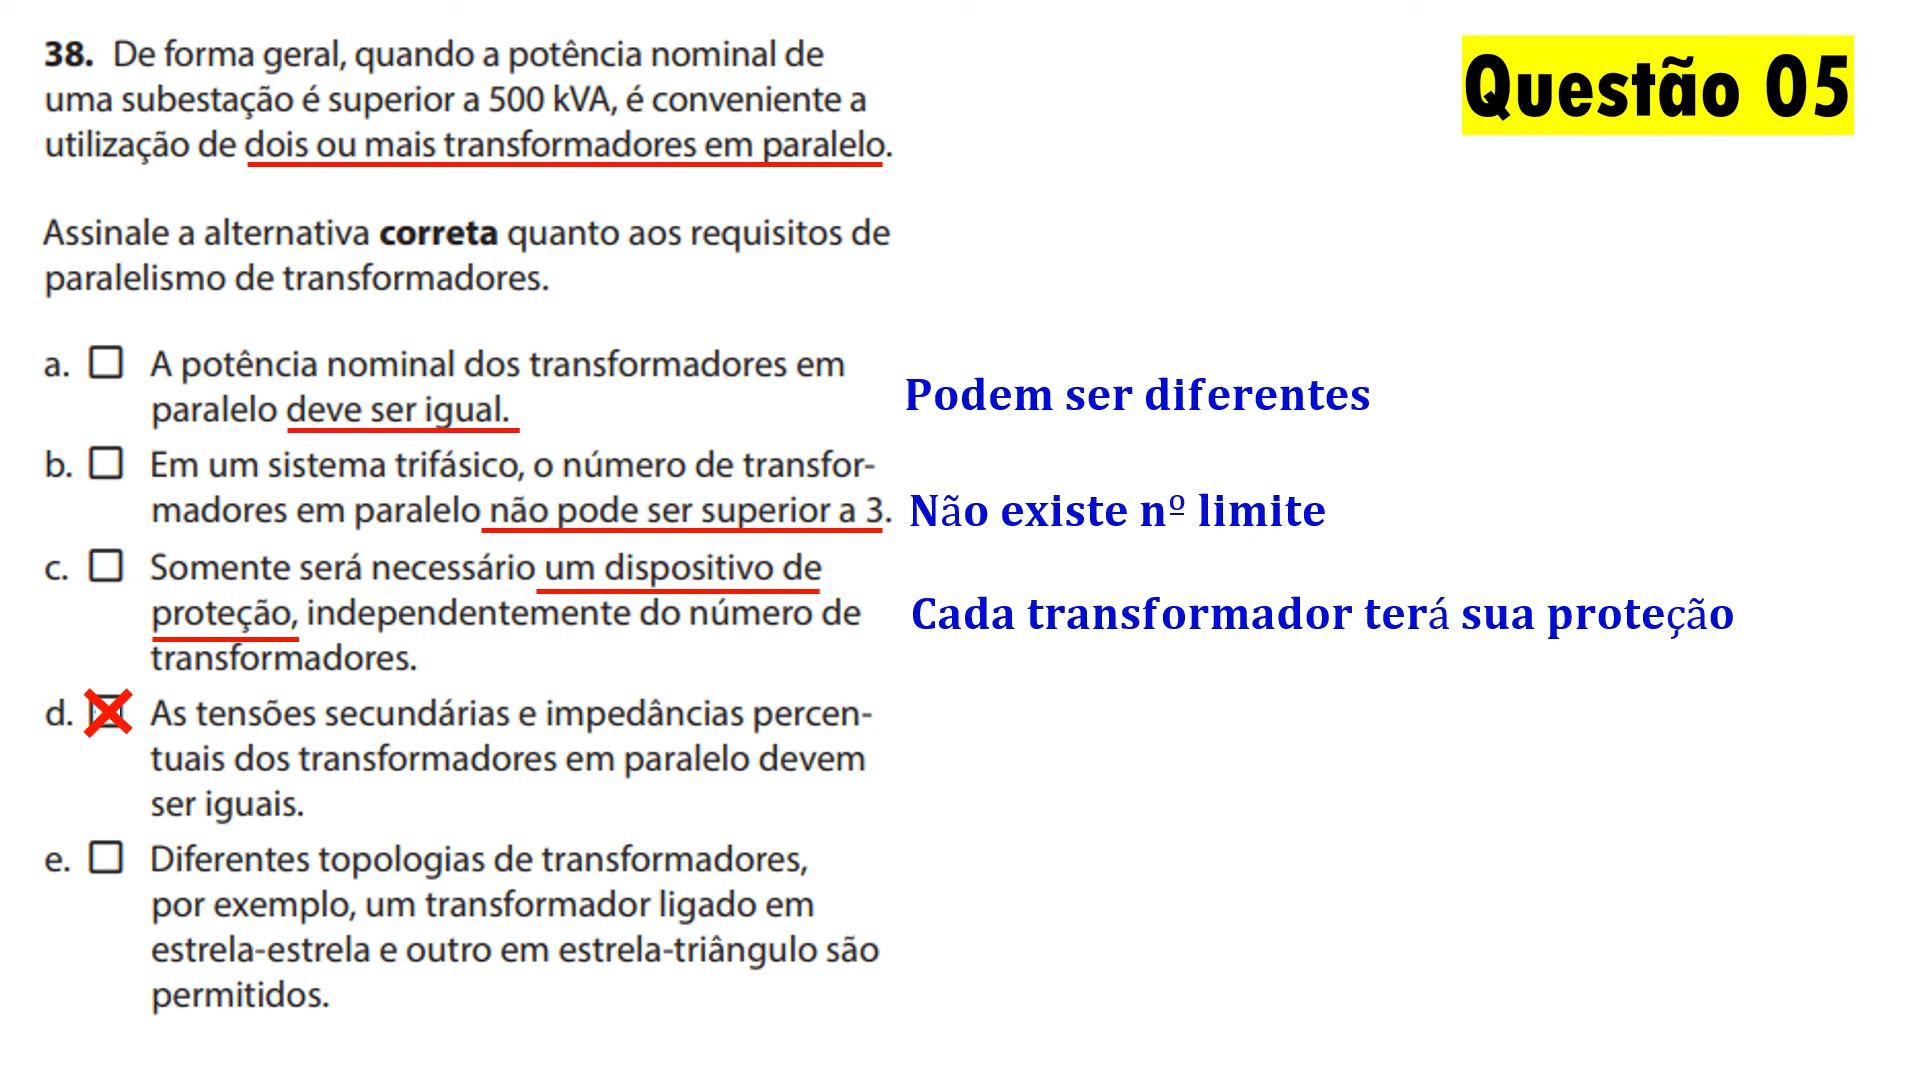 38. De forma geral, quando a potência nominal de
uma subestação é superior a 500 kVA, é conveniente a
utilização de dois ou mais transformadores em paralelo.
Questão 05
Assinale a alternativa correta quanto aos requisitos de
paralelismo de transformadores.
a. A potência nominal dos transformadores em
paralelo deve ser igual.
Podem ser diferentes
b. Em um sistema trifásico, o número de transfor-
madores em paralelo não pode ser superior a 3.
Não existe nº limite
c. Somente será necessário um dispositivo de
proteção, independentemente do número de
transformadores.
Cada transformador terá sua proteção
d. As tensões secundárias e impedâncias percen-
tuais dos transformadores em paralelo devem
ser iguais.
e. Diferentes topologias de transformadores,
por exemplo, um transformador ligado em
estrela-estrela e outro em estrela-triângulo são
permitidos.